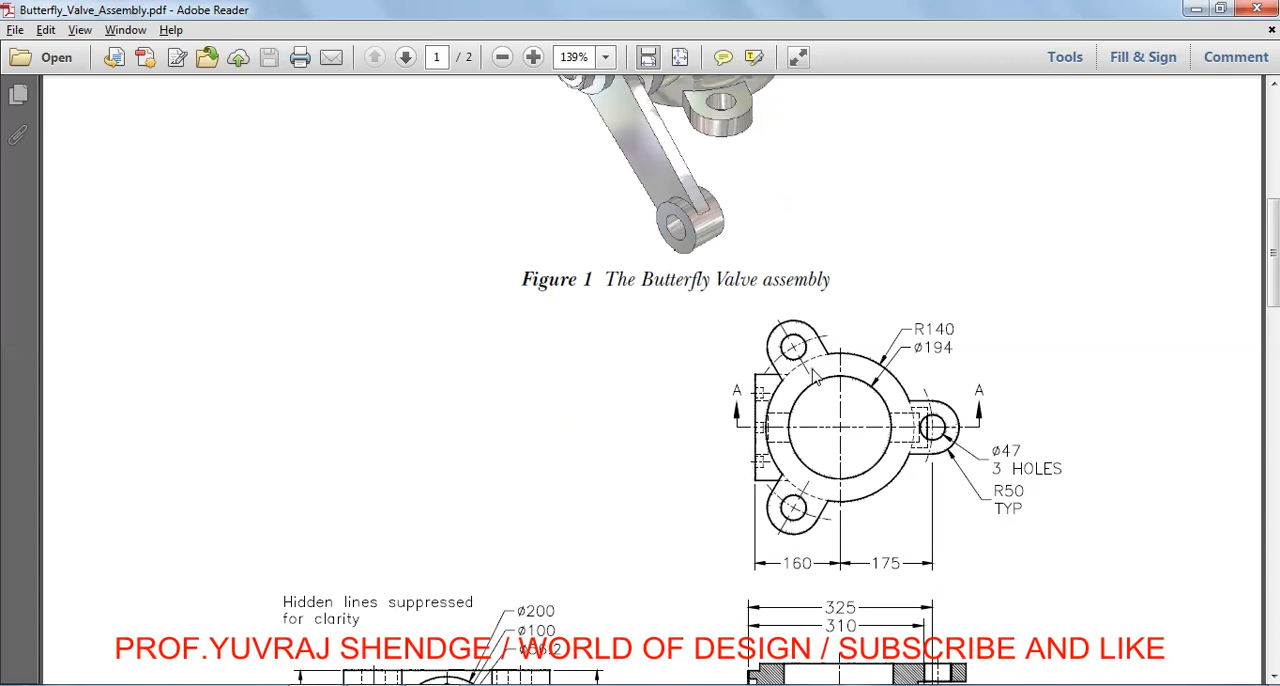 Butterfly_Valve_Assembly.pdf - Adobe Reader
File Edit View Window Help
Open 1 / 2 139% Tools Fill & Sign Comment
Figure 1 The Butterfly Valve assembly
R140
ø194
A A
ø47
3 HOLES
R50
TYP
160 175
Hidden lines suppressed
for clarity
ø200
ø100
325
310
PROF.YUVRAJ SHENDGE / WORLD OF DESIGN / SUBSCRIBE AND LIKE